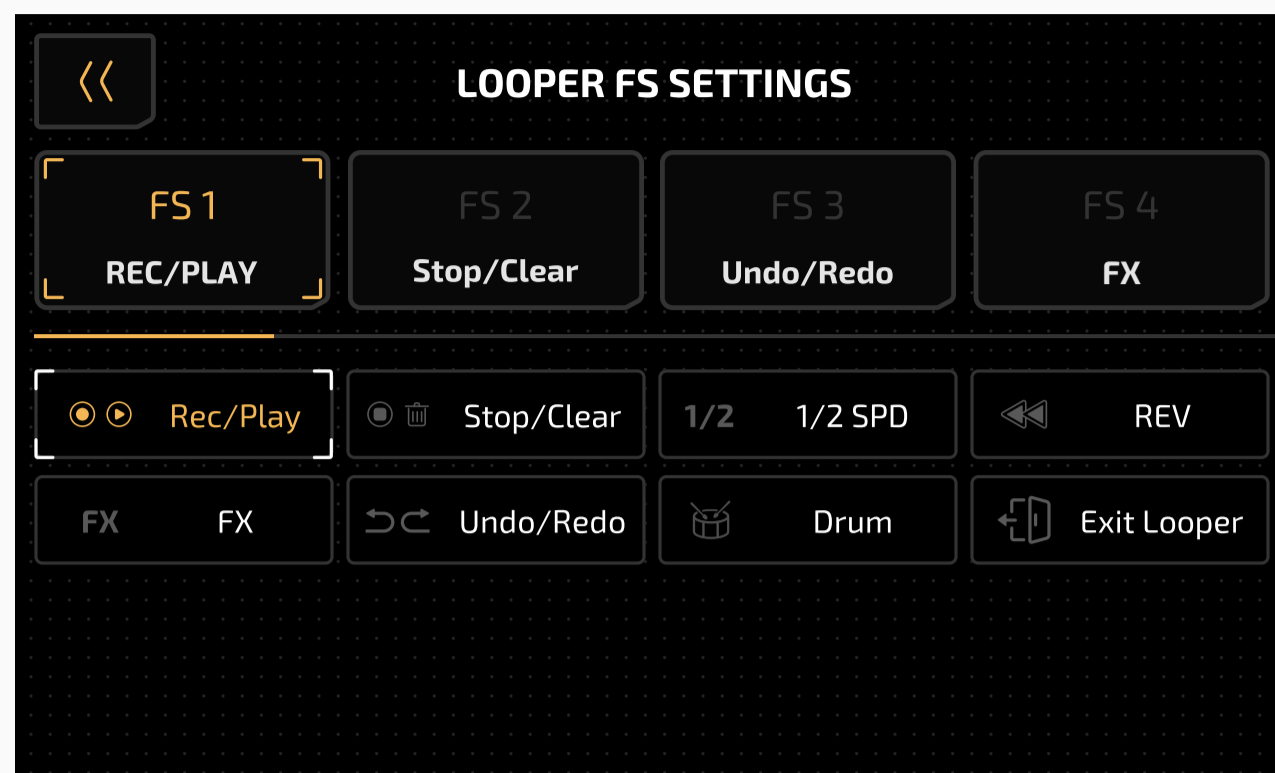 LOOPER FS SETTINGS
FS 1
REC/PLAY
FS 2
Stop/Clear
FS 3
Undo/Redo
FS 4
FX
Rec/Play
Stop/Clear
1/2 1/2 SPD
REV
FX FX
Undo/Redo
Drum
Exit Looper